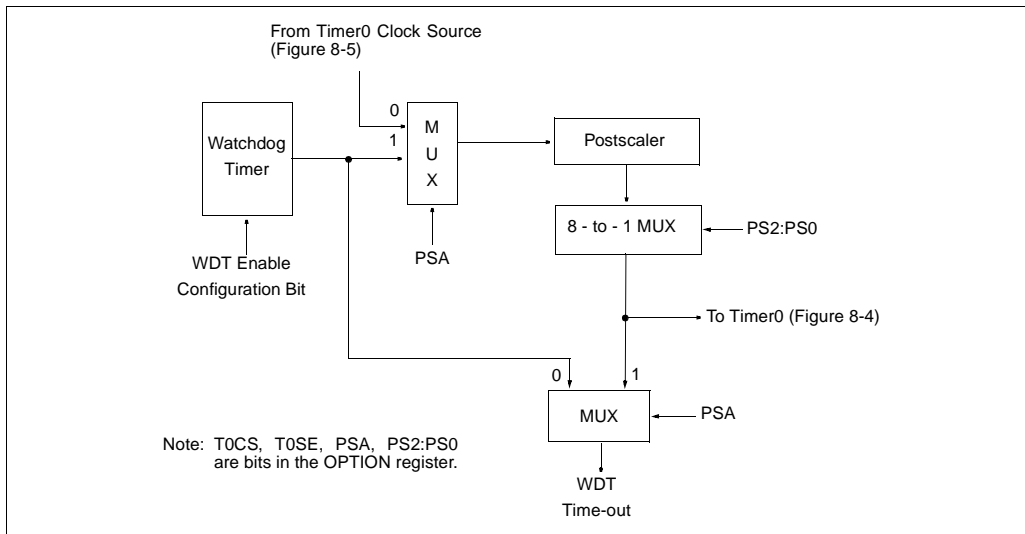 From Timer0 Clock Source
(Figure 8-5)
0
1
M
U
X
Watchdog
Timer
Postscaler
8 - to - 1 MUX
PS2:PS0
PSA
WDT Enable
Configuration Bit
To Timer0 (Figure 8-4)
0
1
MUX
PSA
Note: T0CS, T0SE, PSA, PS2:PS0
are bits in the OPTION register.
WDT
Time-out